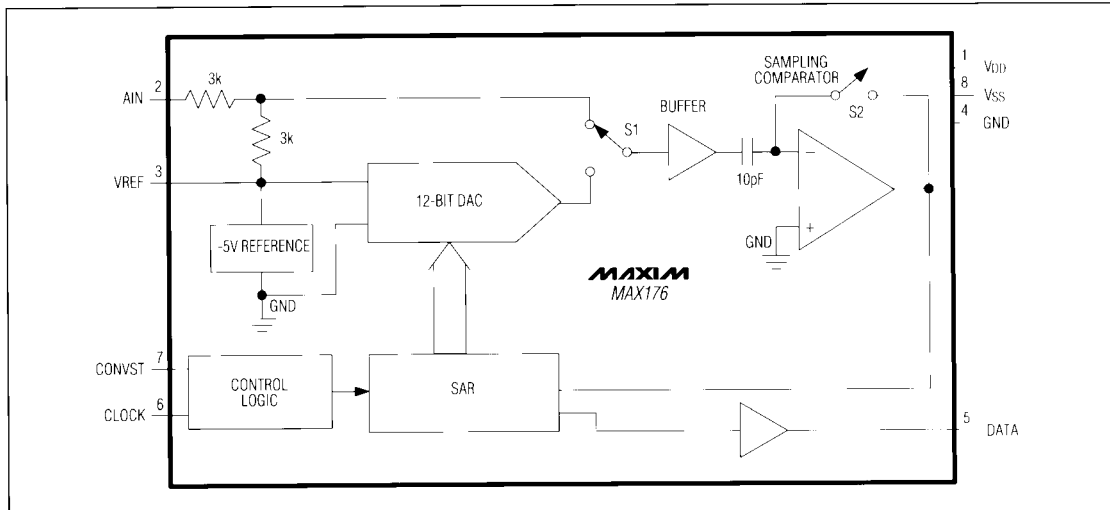 1 VDD
SAMPLING
COMPARATOR
8 VSS
4 GND
AIN 2
3k
BUFFER
S2
S1
3k
10pF
VREF 3
12-BIT DAC
-5V REFERENCE
GND
GND
MAXIM
MAX176
CONVST 7
CONTROL
LOGIC
SAR
CLOCK 6
5 DATA
−
+